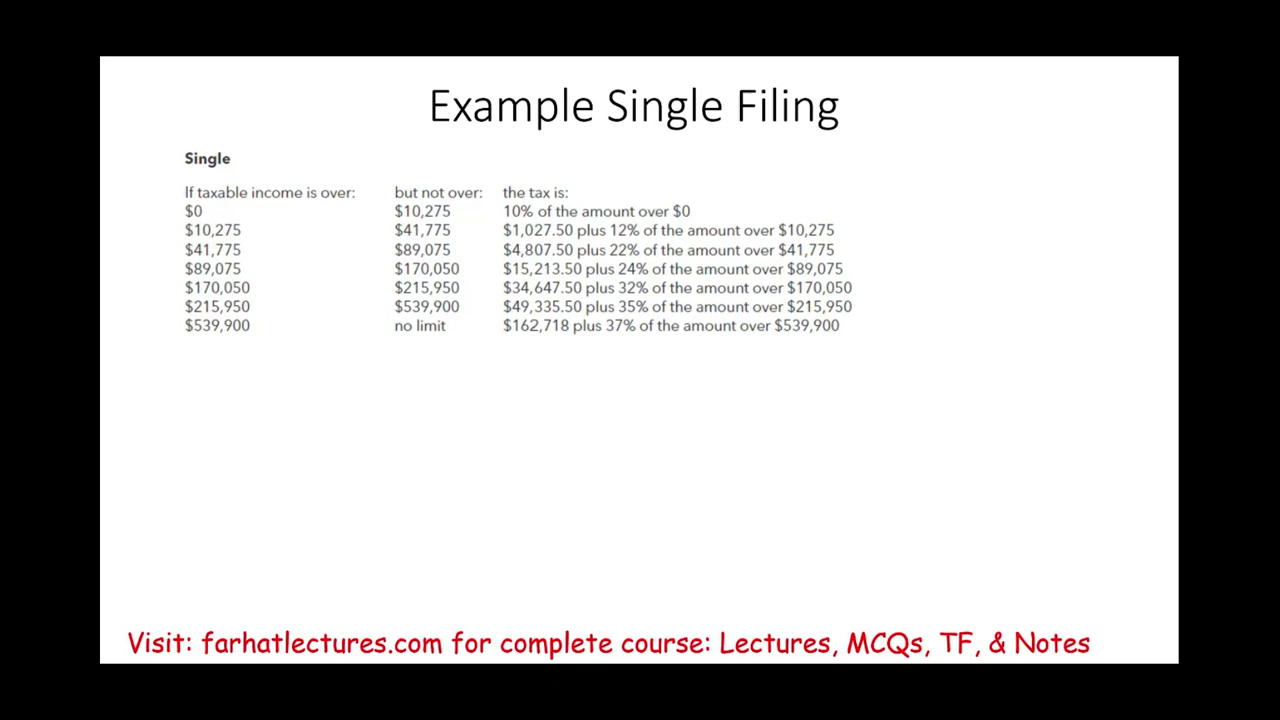 Example Single Filing
Single
If taxable income is over: but not over: the tax is:
$0 $10,275 10% of the amount over $0
$10,275 $41,775 $1,027.50 plus 12% of the amount over $10,275
$41,775 $89,075 $4,807.50 plus 22% of the amount over $41,775
$89,075 $170,050 $15,213.50 plus 24% of the amount over $89,075
$170,050 $215,950 $34,647.50 plus 32% of the amount over $170,050
$215,950 $539,900 $49,335.50 plus 35% of the amount over $215,950
$539,900 no limit $162,718 plus 37% of the amount over $539,900
Visit: farhatlectures.com for complete course: Lectures, MCQs, TF, & Notes